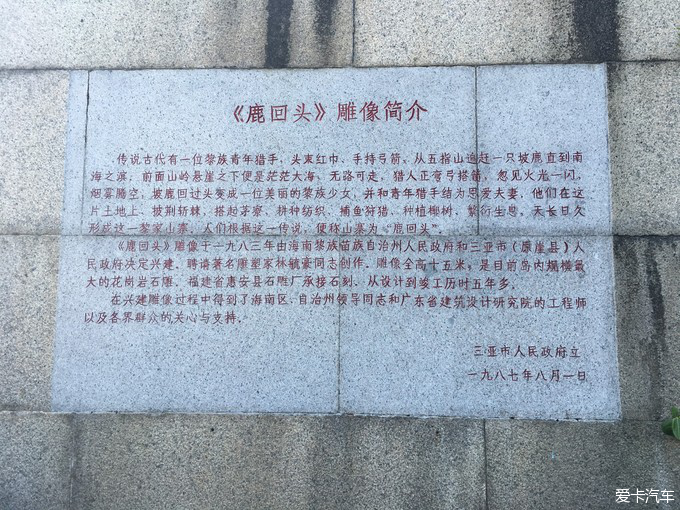 《鹿回头》雕像简介
传说古代有一位黎族青年猎手，头束红巾，手持弓箭，从五指山追赶一只坡鹿直到南
海之滨，前面山岭悬崖之下便是茫茫大海，无路可走，猎人正弯弓搭箭，忽见火光一闪，
烟雾腾空，坡鹿回过头变成一位美丽的黎族少女，并和青年猎手结为恩爱夫妻，他们在这
片土地上，披荆斩棘，搭起茅寮，耕种纺织，捕鱼狩猎，种植椰树，繁衍生息，天长日久
形成这一黎家山寨，人们根据这一传说，便称山寨为“鹿回头”。
《鹿回头》雕像于一九八三年由海南黎族苗族自治州人民政府和三亚市（原崖县）人
民政府决定兴建，聘请著名雕塑家林毓豪同志创作，雕像全高十五米，是目前岛内规模最
大的花岗岩石雕，福建省惠安县石雕厂承接石刻，从设计到竣工历时五年多，
在兴建雕像过程中得到了海南区、自治州领导同志和广东省建筑设计研究院的工程师
以及各界群众的关心与支持。
三亚市人民政府立
一九八七年八月一日
爱卡汽车